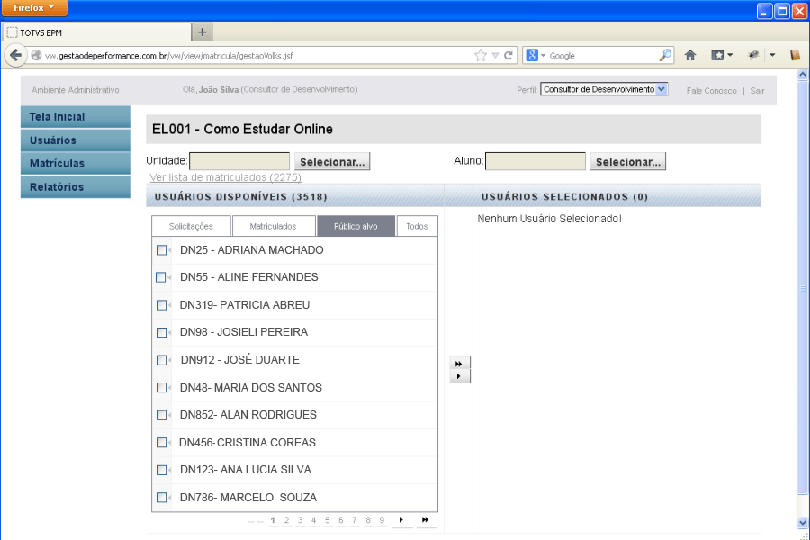 Firefox
TOTVS EPM
vw.gestaodeperformance.com.br/vw/view/matricula/gestaoVolks.jsf
Google
Ambiente Administrativo
Olá, João Silva (Consultor de Desenvolvimento)
Perfil: Consultor de Desenvolvimento
Fale Conosco | Sair
Tela Inicial
Usuários
Matrículas
Relatórios
EL001 - Como Estudar Online
Unidade: Selecionar...
Aluno: Selecionar...
Ver lista de matriculados (2275)
USUÁRIOS DISPONÍVEIS (3518)
USUÁRIOS SELECIONADOS (0)
Solicitações Matriculados Público alvo Todos
Nenhum Usuário Selecionado!
DN25 - ADRIANA MACHADO
DN55 - ALINE FERNANDES
DN319- PATRICIA ABREU
DN98 - JOSIELI PEREIRA
DN912 - JOSÉ DUARTE
DN48- MARIA DOS SANTOS
DN852- ALAN RODRIGUES
DN456- CRISTINA COREAS
DN123- ANA LUCIA SILVA
DN786- MARCELO SOUZA
1 2 3 4 5 6 7 8 9